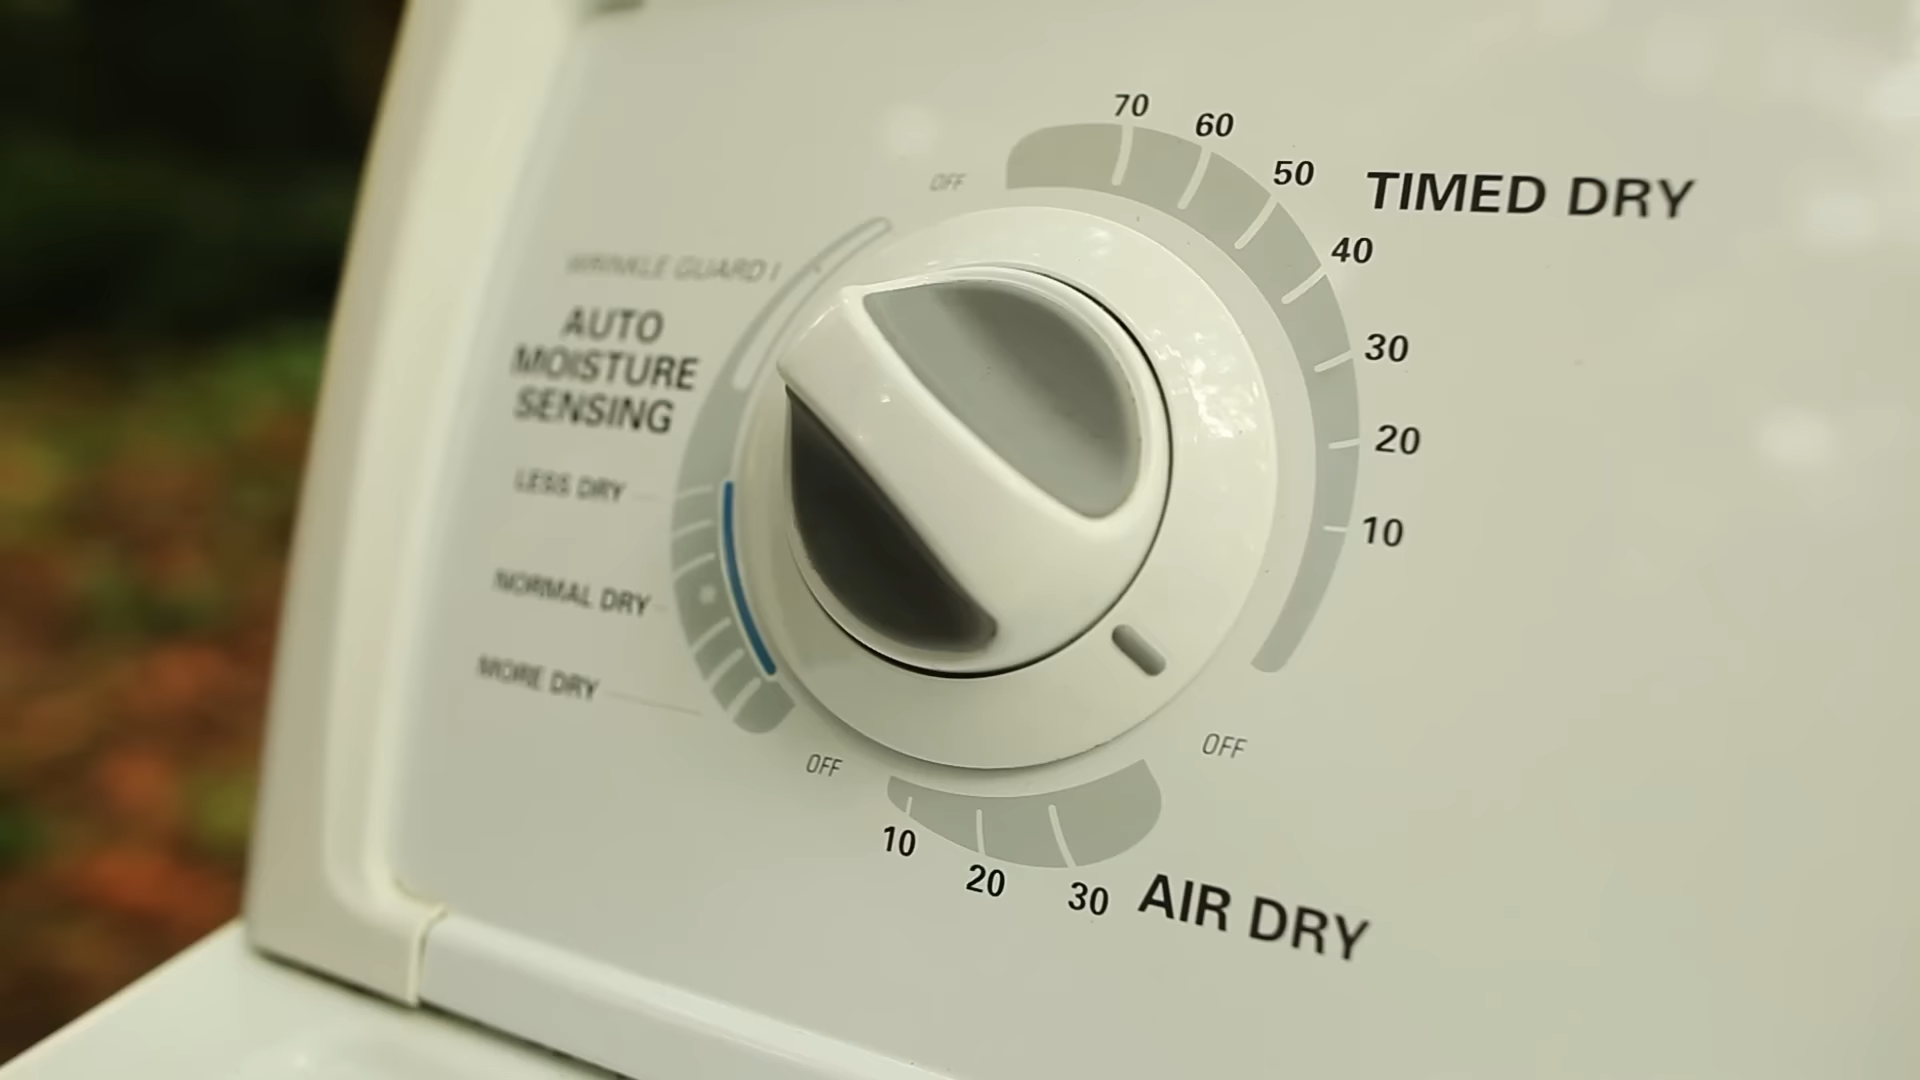 70
60
50
TIMED DRY
OFF
40
WRINKLE GUARD I
AUTO
MOISTURE
SENSING
30
20
LESS DRY
10
NORMAL DRY
MORE DRY
OFF
OFF
10
20
30
AIR DRY